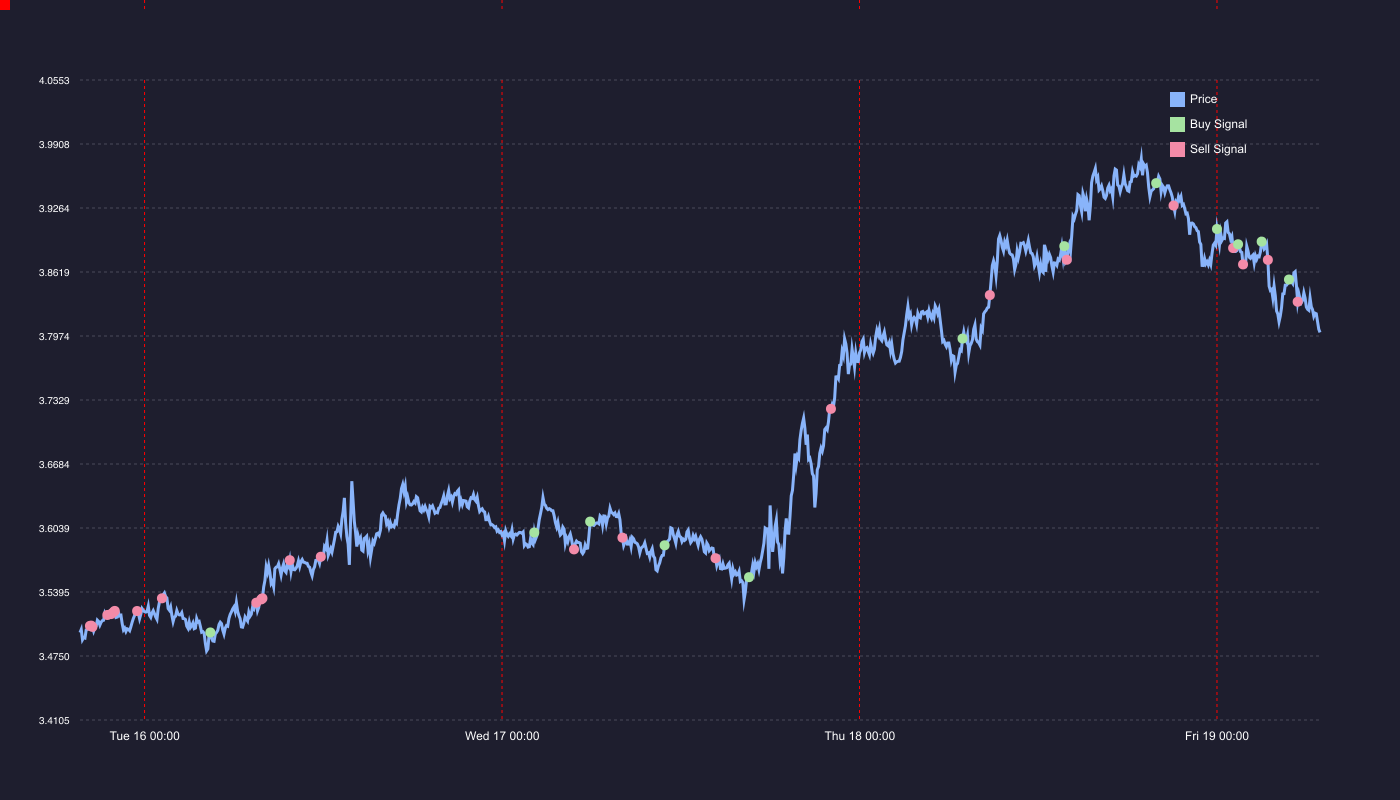 4.0553
Price
Buy Signal
3.9908
Sell Signal
3.9264
3.8619
3.7974
3.7329
3.6684
3.6039
3.5395
3.4750
3.4105
Tue 16 00:00
Wed 17 00:00
Thu 18 00:00
Fri 19 00:00